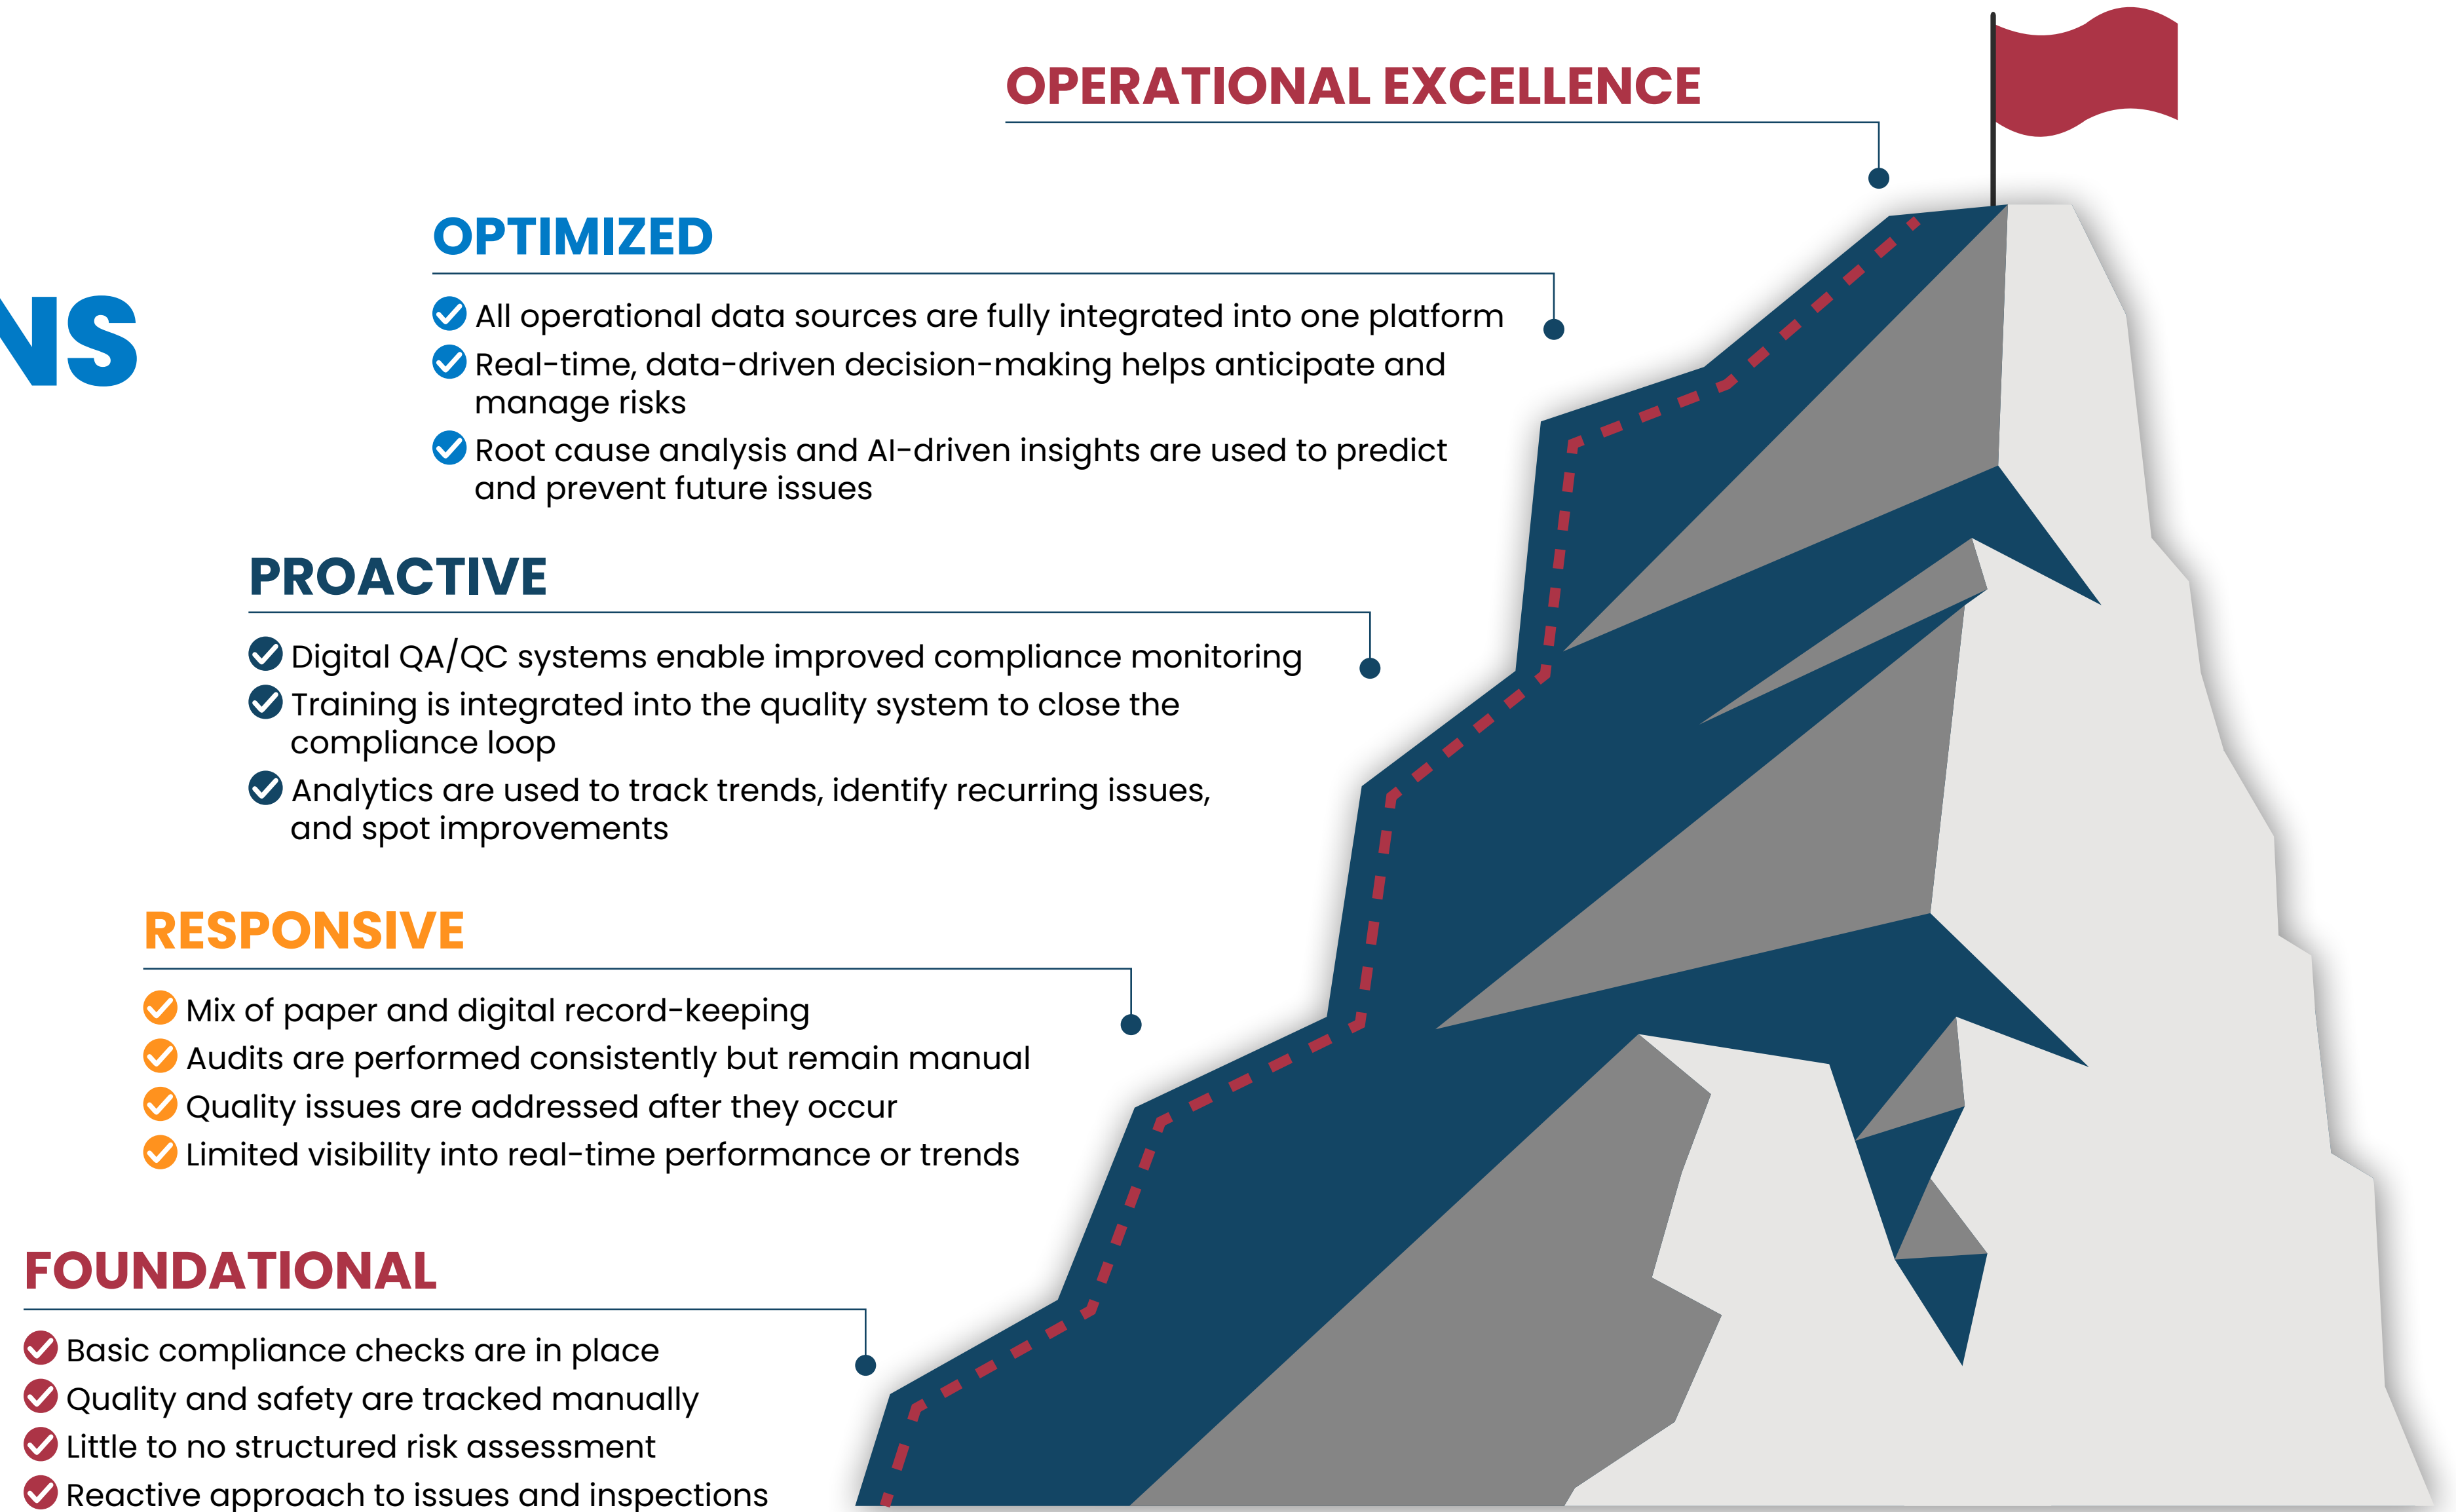 OPERATIONAL EXCELLENCE
OPTIMIZED
NS
All operational data sources are fully integrated into one platform
Real-time, data-driven decision-making helps anticipate and
manage risks
Root cause analysis and AI-driven insights are used to predict
and prevent future issues
PROACTIVE
Digital QA/QC systems enable improved compliance monitoring
Training is integrated into the quality system to close the
compliance loop
Analytics are used to track trends, identify recurring issues,
and spot improvements
RESPONSIVE
Mix of paper and digital record-keeping
Audits are performed consistently but remain manual
Quality issues are addressed after they occur
Limited visibility into real-time performance or trends
FOUNDATIONAL
Basic compliance checks are in place
Quality and safety are tracked manually
Little to no structured risk assessment
Reactive approach to issues and inspections